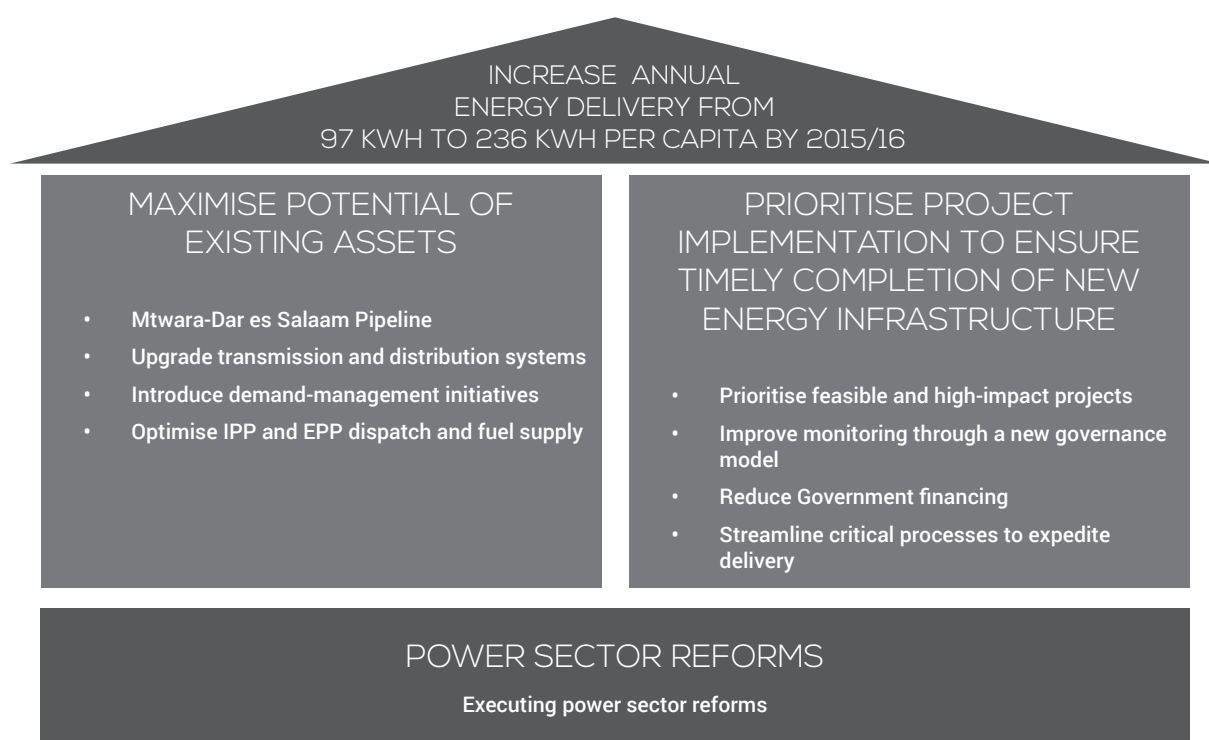 INCREASE ANNUAL
ENERGY DELIVERY FROM
97 KWH TO 236 KWH PER CAPITA BY 2015/16
MAXIMISE POTENTIAL OF
EXISTING ASSETS
• Mtwara-Dar es Salaam Pipeline
• Upgrade transmission and distribution systems
• Introduce demand-management initiatives
• Optimise IPP and EPP dispatch and fuel supply
PRIORITISE PROJECT
IMPLEMENTATION TO ENSURE
TIMELY COMPLETION OF NEW
ENERGY INFRASTRUCTURE
• Prioritise feasible and high-impact projects
• Improve monitoring through a new governance
model
• Reduce Government financing
• Streamline critical processes to expedite
delivery
POWER SECTOR REFORMS
Executing power sector reforms